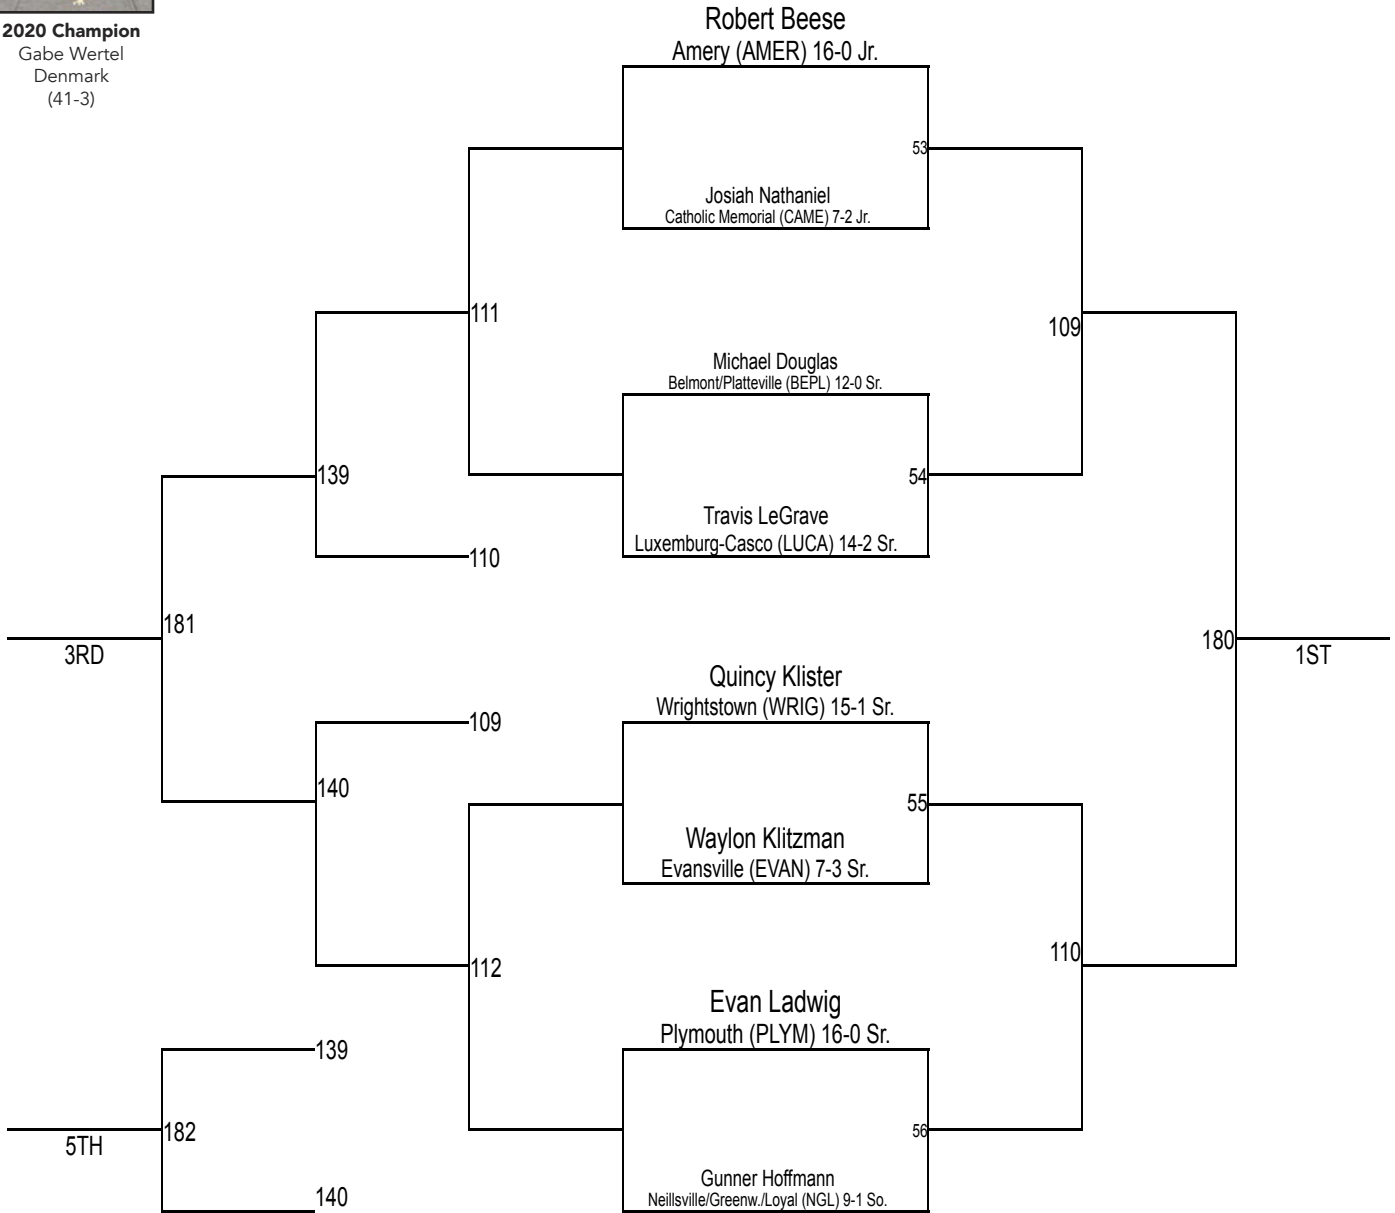 2020 Champion
Gabe Wertel
Denmark
(41-3)
Robert Beese
Amery (AMER) 16-0 Jr.
53
Josiah Nathaniel
Catholic Memorial (CAME) 7-2 Jr.
111
109
Michael Douglas
Belmont/Platteville (BEPL) 12-0 Sr.
139
54
Travis LeGrave
Luxemburg-Casco (LUCA) 14-2 Sr.
110
181
3RD
180
1ST
Quincy Klister
Wrightstown (WRIG) 15-1 Sr.
109
140
55
Waylon Klitzman
Evansville (EVAN) 7-3 Sr.
112
110
Evan Ladwig
Plymouth (PLYM) 16-0 Sr.
139
182
5TH
56
Gunner Hoffmann
Neillsville/Greenw./Loyal (NGL) 9-1 So.
140